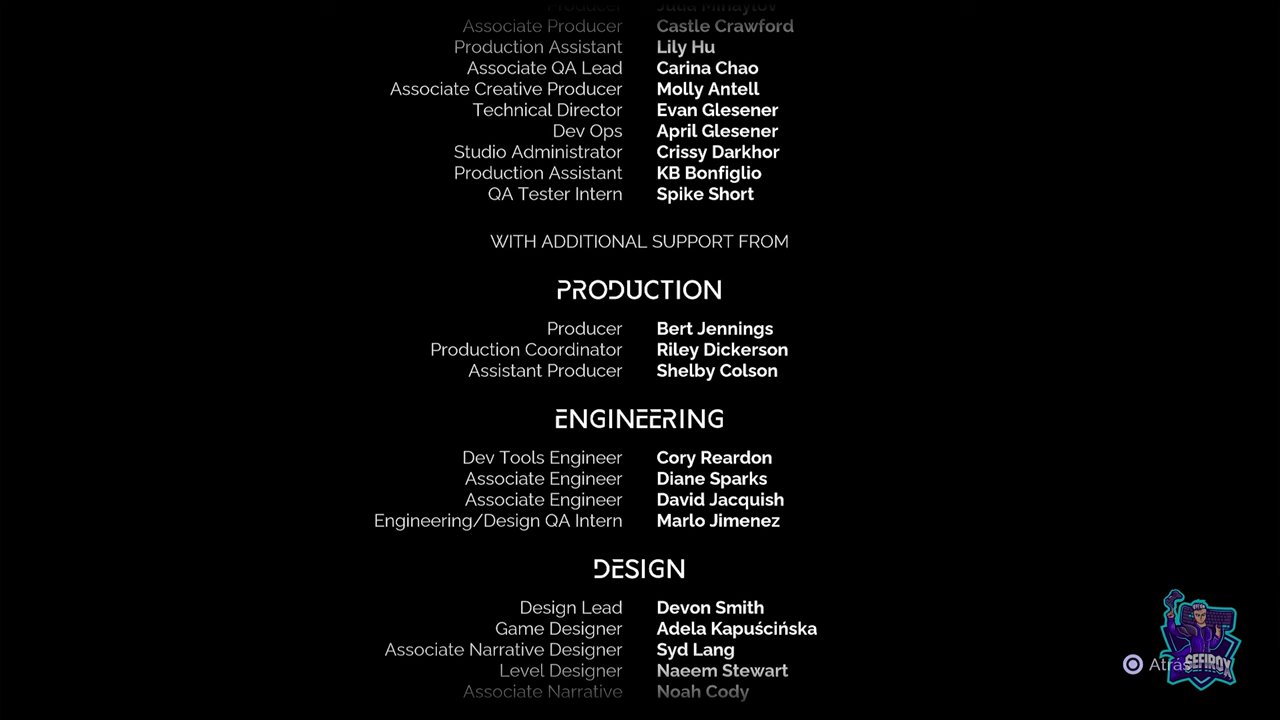 Producer Julia Mihaylov
Associate Producer Castle Crawford
Production Assistant Lily Hu
Associate QA Lead Carina Chao
Associate Creative Producer Molly Antell
Technical Director Evan Glesener
Dev Ops April Glesener
Studio Administrator Crissy Darkhor
Production Assistant KB Bonfiglio
QA Tester Intern Spike Short
WITH ADDITIONAL SUPPORT FROM
PRODUCTION
Producer Bert Jennings
Production Coordinator Riley Dickerson
Assistant Producer Shelby Colson
ENGINEERING
Dev Tools Engineer Cory Reardon
Associate Engineer Diane Sparks
Associate Engineer David Jacquish
Engineering/Design QA Intern Marlo Jimenez
DESIGN
Design Lead Devon Smith
Game Designer Adela Kapuścińska
Associate Narrative Designer Syd Lang
Level Designer Naeem Stewart
Associate Narrative Noah Cody
Atrás
SEFIROX